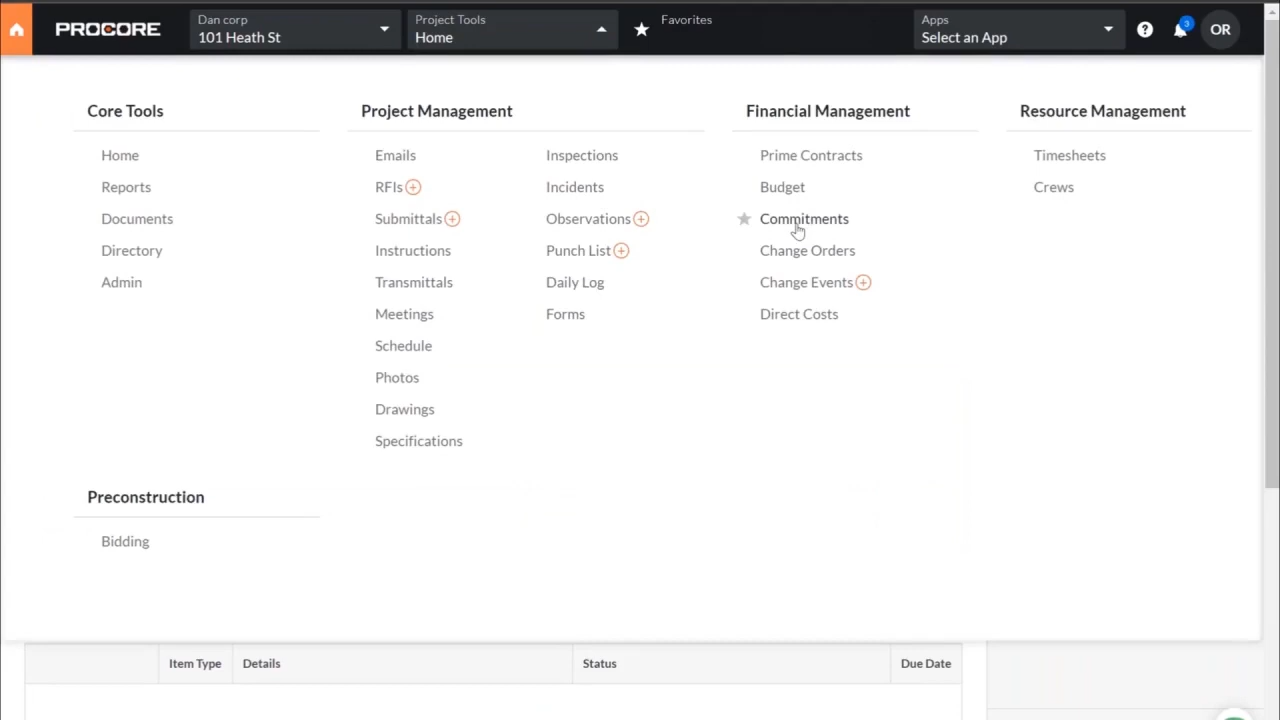 PROCORE
Dan corp
101 Heath St
Project Tools
Home
Favorites
Apps
Select an App
3
OR
Core Tools
Home
Reports
Documents
Directory
Admin
Project Management
Emails
RFIs
Submittals
Instructions
Transmittals
Meetings
Schedule
Photos
Drawings
Specifications
Inspections
Incidents
Observations
Punch List
Daily Log
Forms
Financial Management
Prime Contracts
Budget
Commitments
Change Orders
Change Events
Direct Costs
Resource Management
Timesheets
Crews
Preconstruction
Bidding
Item Type
Details
Status
Due Date